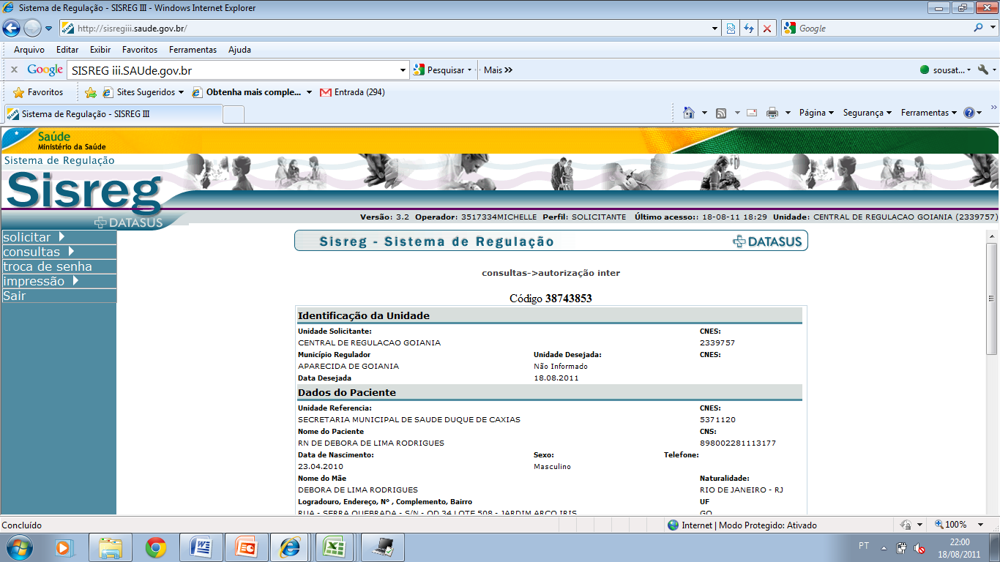 Sistema de Regulação - SISREG III - Windows Internet Explorer
http://sisregiii.saude.gov.br/
Google
Arquivo Editar Exibir Favoritos Ferramentas Ajuda
x Google SISREG iii.SAUde.gov.br Pesquisar Mais >> sousat...
Favoritos Sites Sugeridos Obtenha mais comple... Entrada (294)
Sistema de Regulação - SISREG III Página Segurança Ferramentas
Saúde
Ministério da Saúde
Sistema de Regulação
Sisreg
DATASUS
Versão: 3.2 Operador: 3517334MICHELLE Perfil: SOLICITANTE Último acesso:: 18-08-11 18:29 Unidade: CENTRAL DE REGULACAO GOIANIA (2339757)
solicitar
consultas
troca de senha
impressão
Sair
Sisreg - Sistema de Regulação DATASUS
consultas->autorização inter
Código 38743853
Identificação da Unidade
Unidade Solicitante: CNES:
CENTRAL DE REGULACAO GOIANIA 2339757
Município Regulador Unidade Desejada: CNES:
APARECIDA DE GOIANIA Não Informado
Data Desejada 18.08.2011
Dados do Paciente
Unidade Referencia: CNES:
SECRETARIA MUNICIPAL DE SAUDE DUQUE DE CAXIAS 5371120
Nome do Paciente CNS:
RN DE DEBORA DE LIMA RODRIGUES 898002281113177
Data de Nascimento: Sexo: Telefone:
23.04.2010 Masculino
Nome do Mãe Naturalidade:
DEBORA DE LIMA RODRIGUES RIO DE JANEIRO - RJ
Logradouro, Endereço, Nº , Complemento, Bairro UF
RUA - SERRA QUEBRADA - S/N - QD 34 LOTE 508 - JARDIM ARCO IRIS GO
Concluído Internet | Modo Protegido: Ativado 100%
PT 22:00
18/08/2011